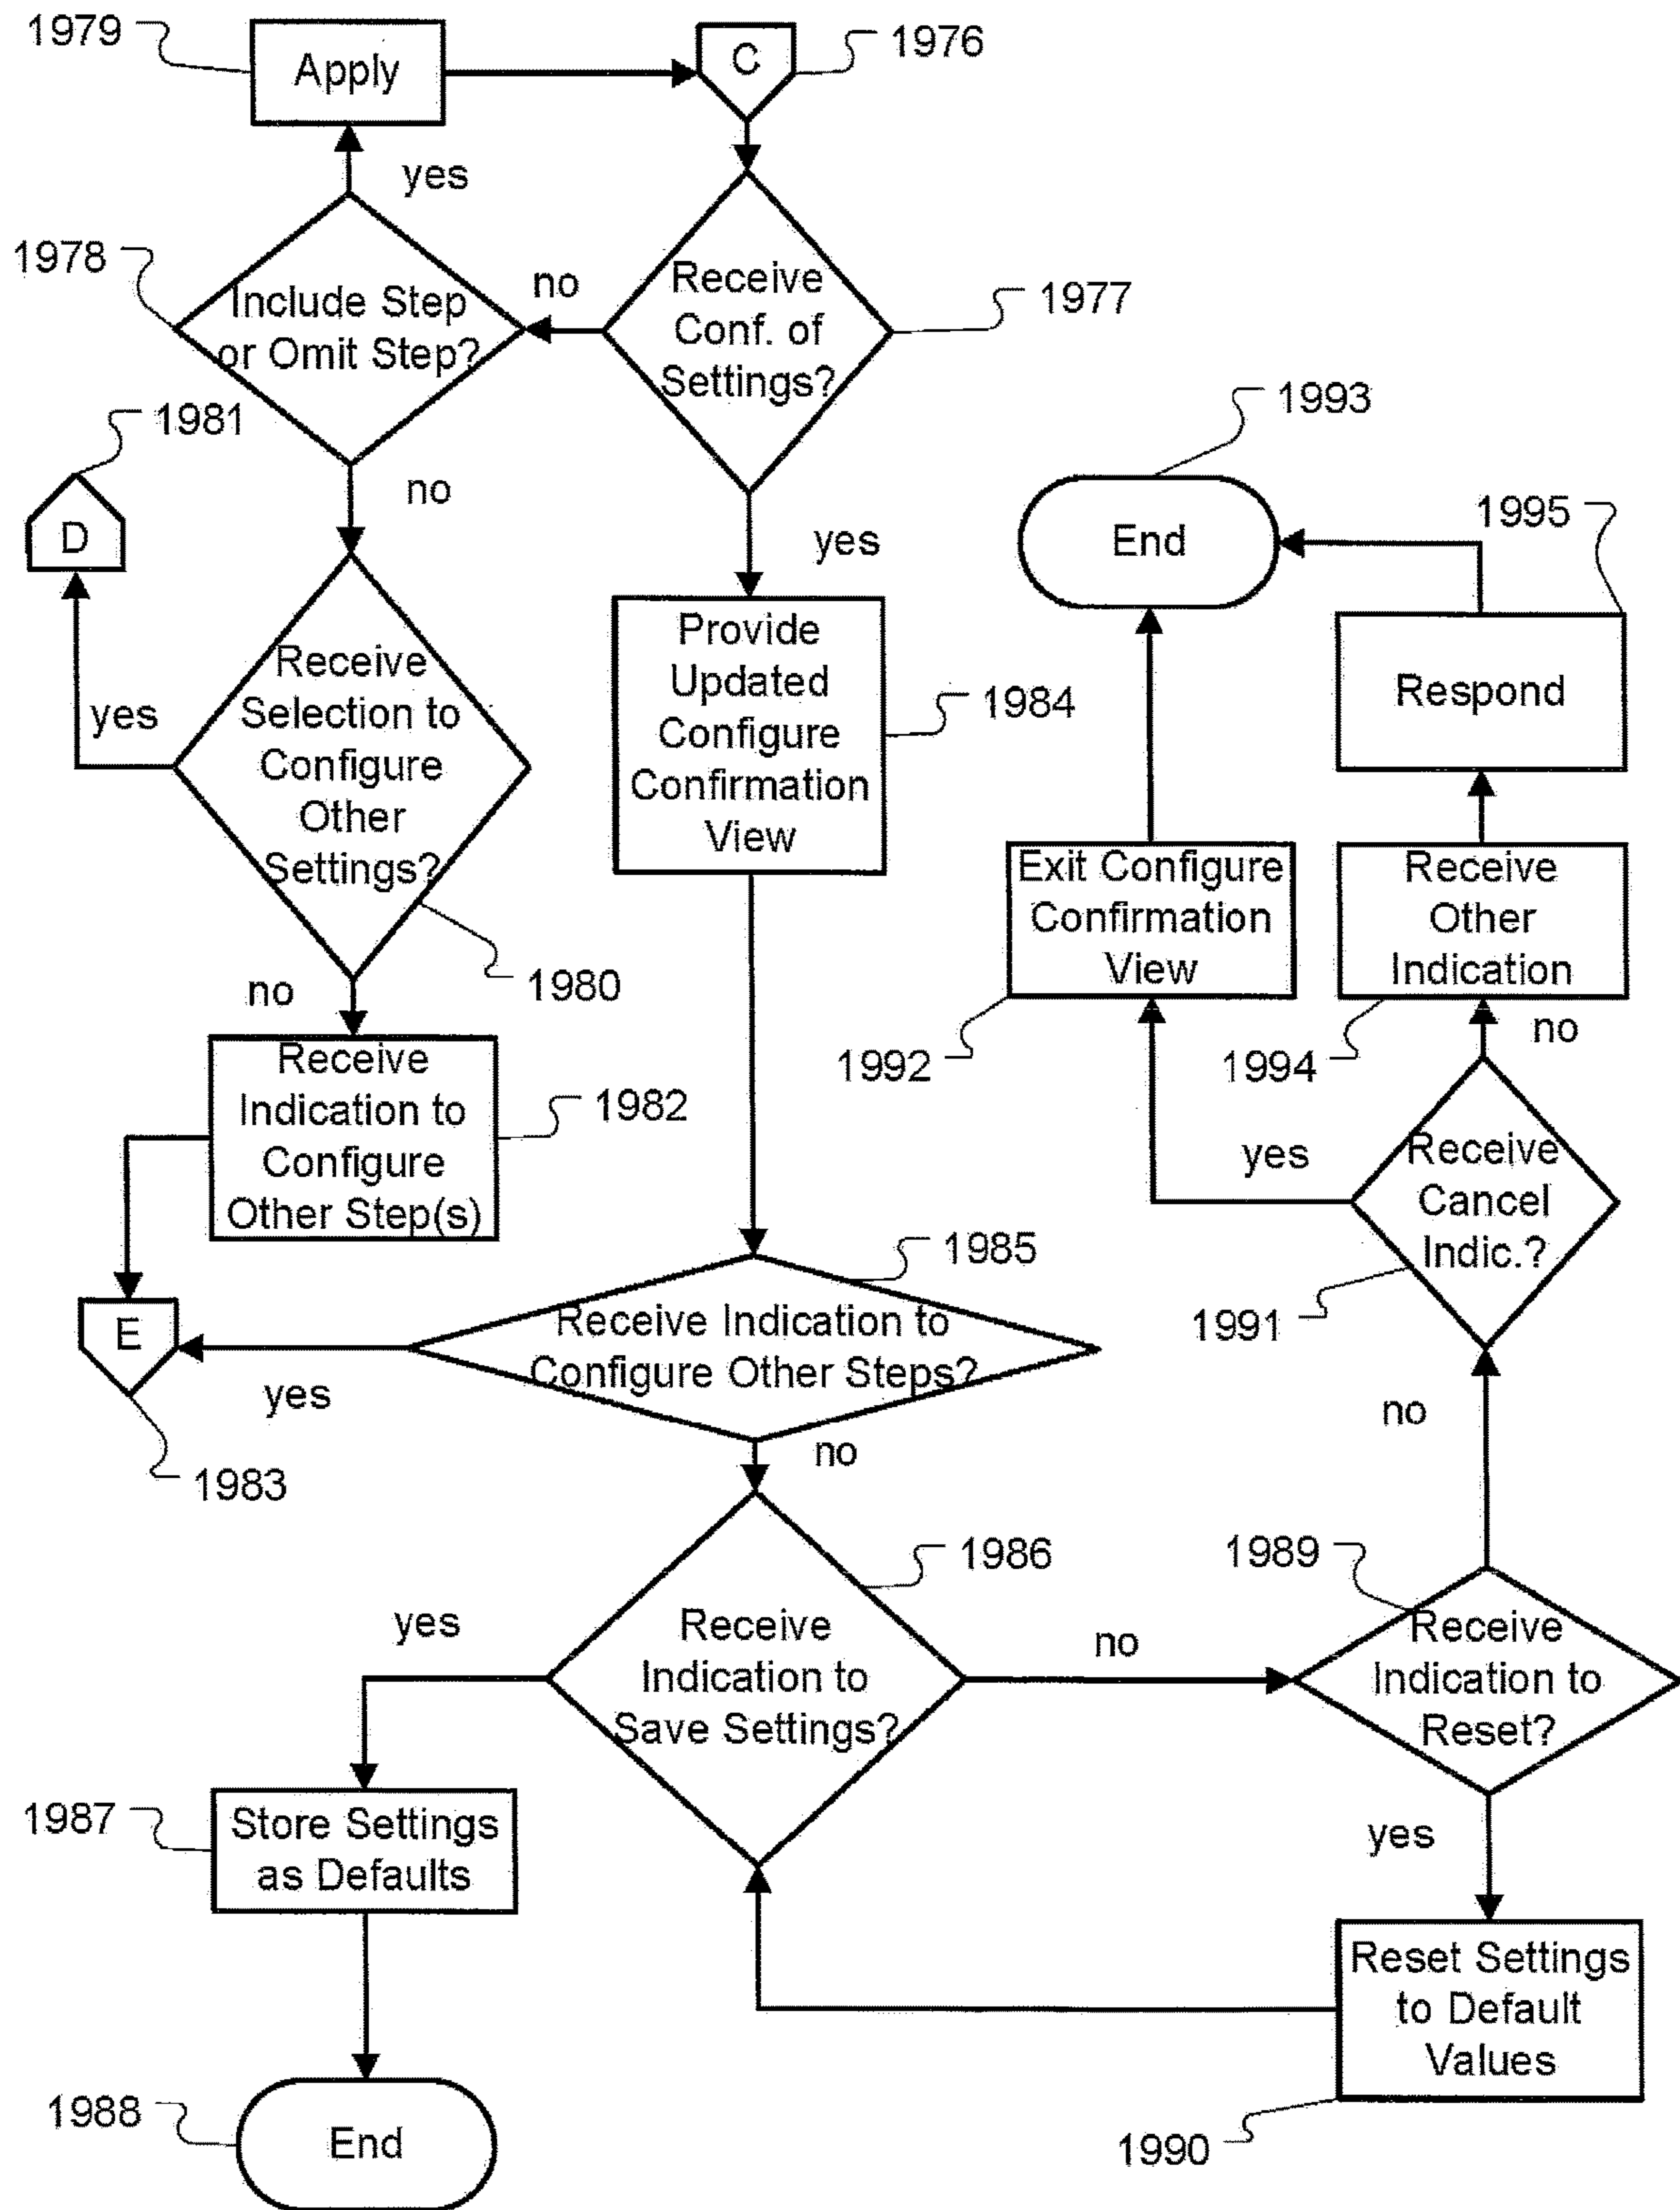 1979
Apply
C
1976
yes
1978
Include Step
or Omit Step?
no
Receive
Conf. of
Settings?
1977
1981
D
no
yes
1993
End
1995
Respond
yes
Receive
Selection to
Configure
Other
Settings?
1980
Provide
Updated
Configure
Confirmation
View
1984
Exit Configure
Confirmation
View
1992
Receive
Other
Indication
1994
no
no
Receive
Indication to
Configure
Other Step(s)
1982
yes
Receive
Cancel
Indic.?
1991
1985
Receive Indication to
Configure Other Steps?
E
yes
1983
no
no
1986
Receive
Indication to
Save Settings?
yes
no
1989
Receive
Indication to
Reset?
yes
1987
Store Settings
as Defaults
Reset Settings
to Default
Values
1990
1988
End